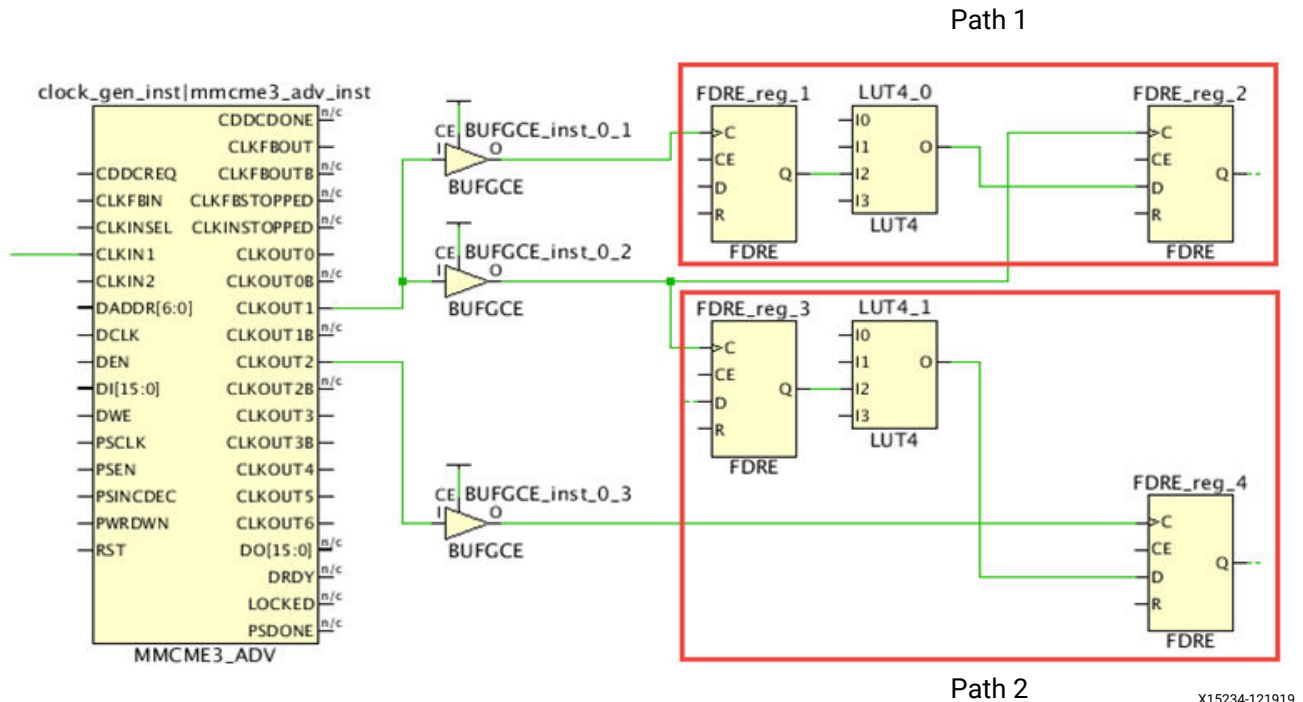 Path 1
clock_gen_inst|mmcme3_adv_inst
CDDCDONE n/c
CLKFBOUT
CDDCREQ CLKFBOUTB n/c
CLKFBIN CLKFBSTOPPED n/c
CLKINSEL CLKINSTOPPED n/c
CLKIN1 CLKOUT0
CLKIN2 CLKOUT0B n/c
DADDR[6:0] CLKOUT1
DCLK CLKOUT1B n/c
DEN CLKOUT2
DI[15:0] CLKOUT2B n/c
DWE CLKOUT3
PSCLK CLKOUT3B n/c
PSEN CLKOUT4
PSINCDEC CLKOUT5
PWRDWN CLKOUT6
RST DO[15:0] n/c
DRDY n/c
LOCKED n/c
PSDONE n/c
MMCME3_ADV
CE BUFGCE_inst_0_1
I O
BUFGCE
CE BUFGCE_inst_0_2
I O
BUFGCE
CE BUFGCE_inst_0_3
I O
BUFGCE
FDRE_reg_1
C
CE
Q
D
R
FDRE
LUT4_0
I0
I1 O
I2
I3
LUT4
FDRE_reg_2
C
CE
Q
D
R
FDRE
FDRE_reg_3
C
CE
Q
D
R
FDRE
LUT4_1
I0
I1 O
I2
I3
LUT4
FDRE_reg_4
C
CE
Q
D
R
FDRE
Path 2
X15234-121919